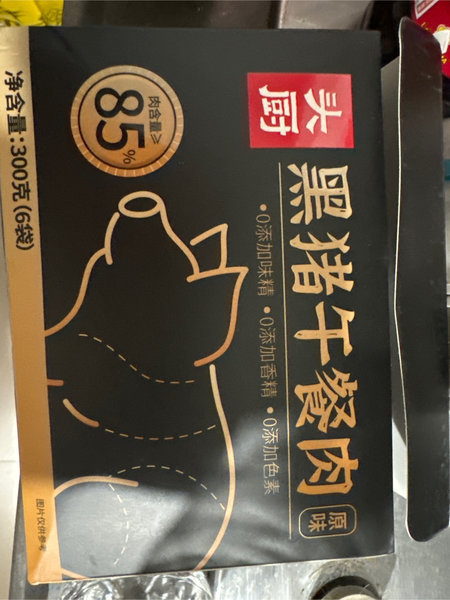 头厨
黑猪午餐肉
原味
•0添加味精 •0添加香精 •0添加色素
肉含量≥
85%
净含量:300克(6袋)
图片仅供参考